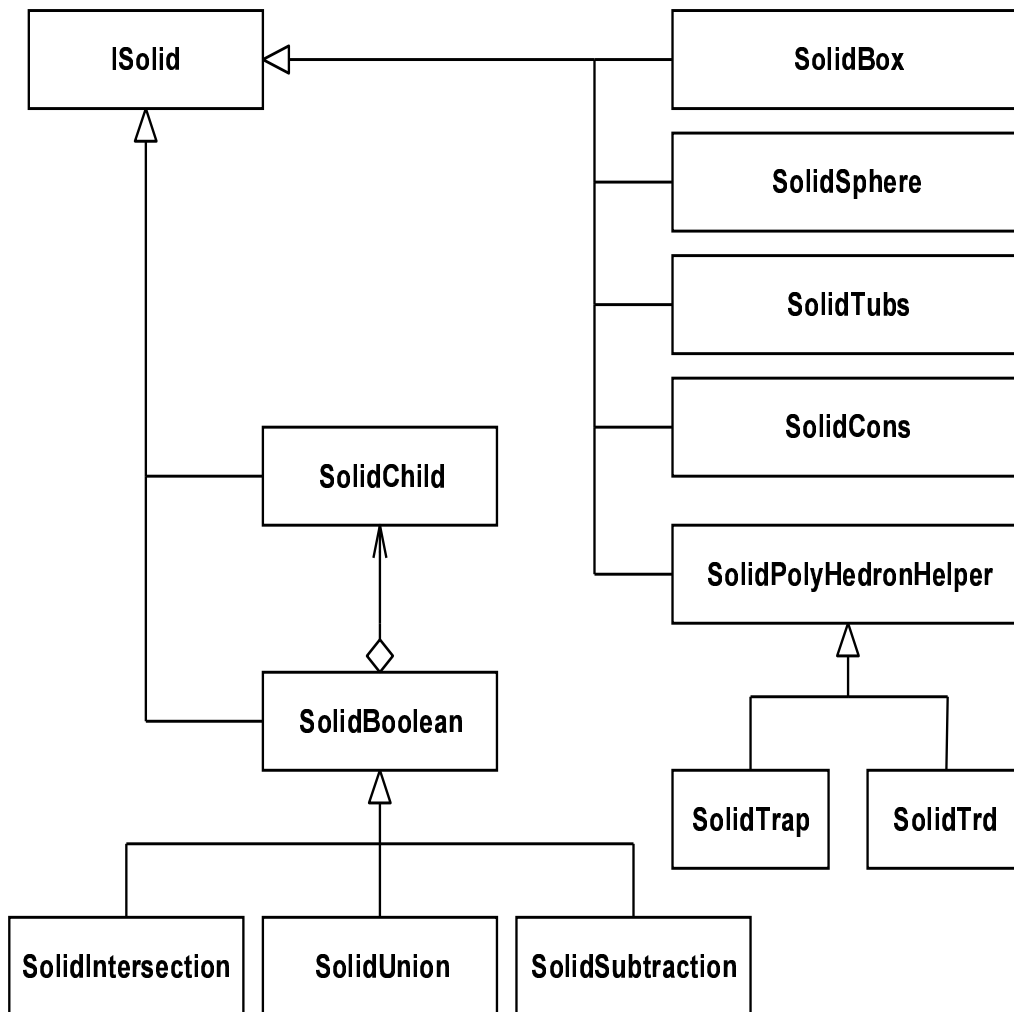 ISolid
SolidBox
SolidSphere
SolidTubs
SolidCons
SolidChild
SolidPolyHedronHelper
SolidBoolean
SolidTrap
SolidTrd
SolidIntersection
SolidUnion
SolidSubtraction